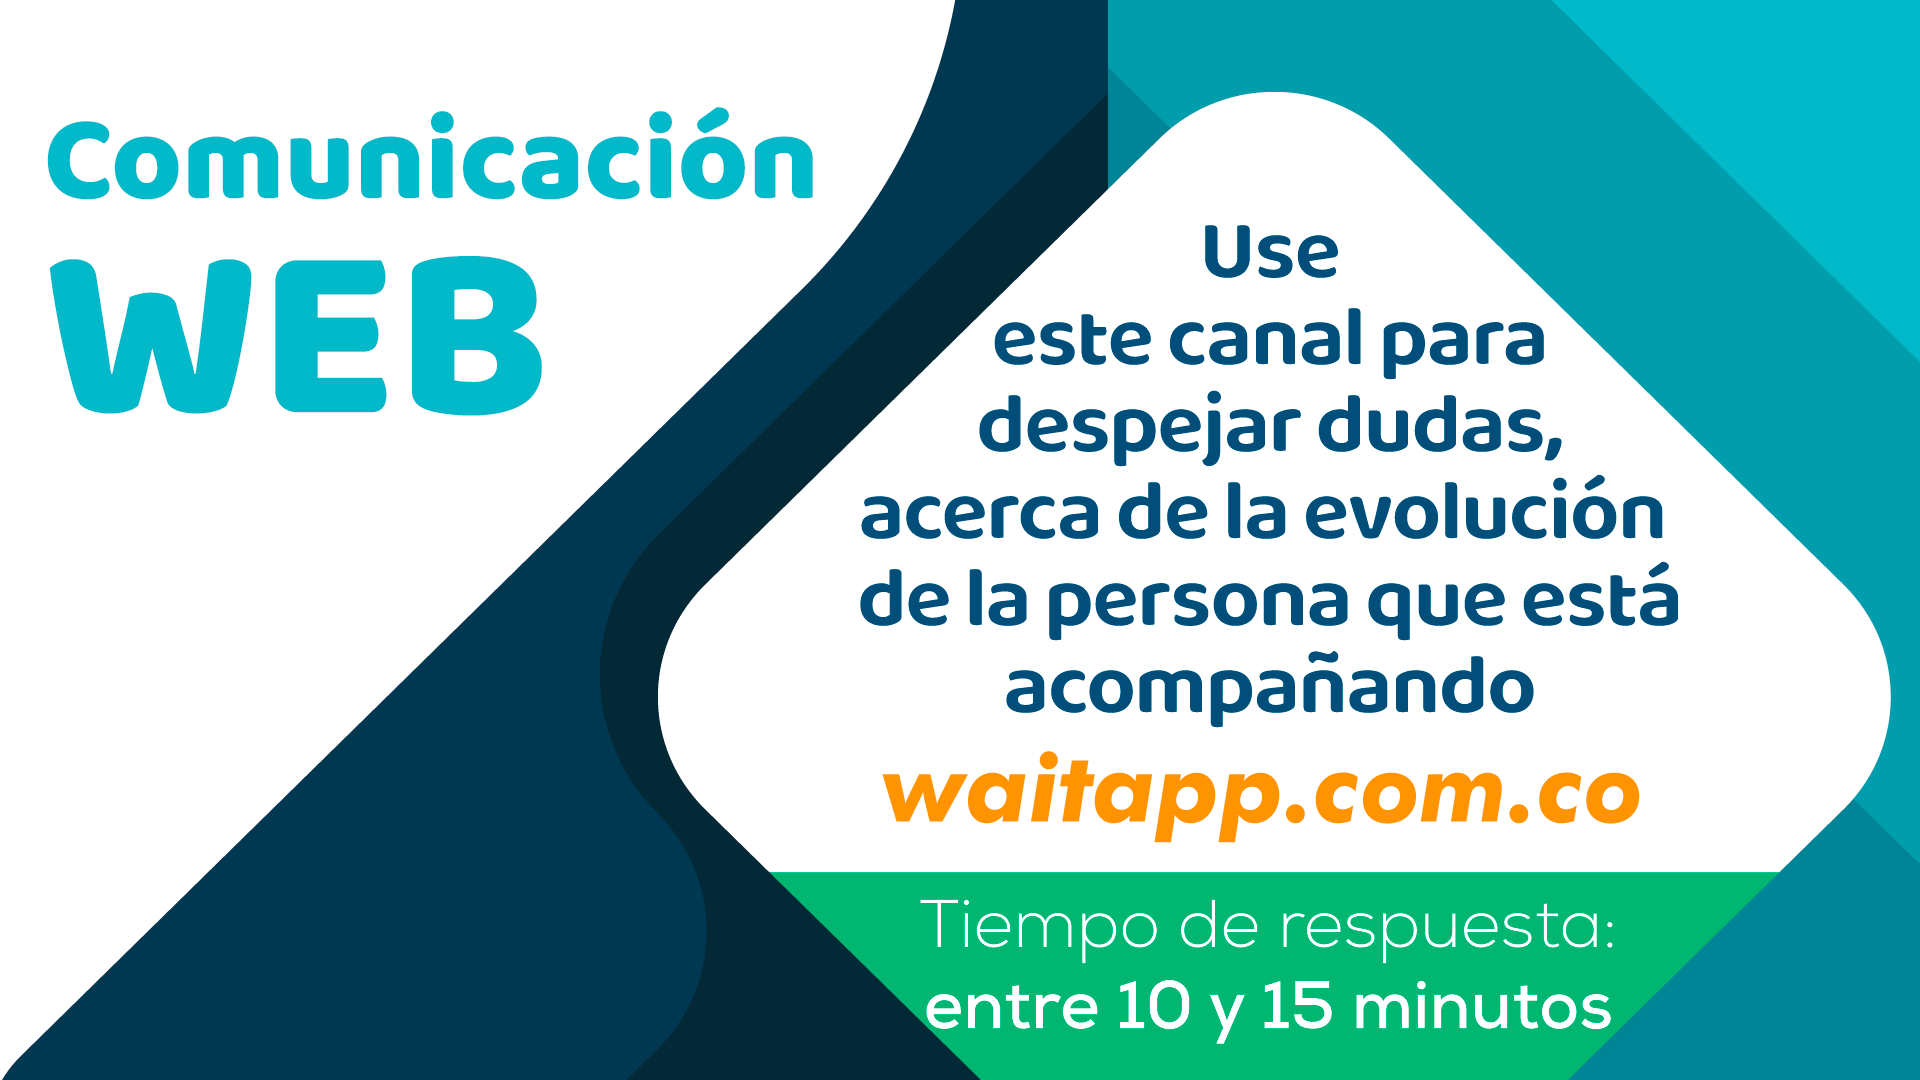 Comunicación
WEB
Use
este canal para
despejar dudas,
acerca de la evolución
de la persona que está
acompañando
waitapp.com.co
Tiempo de respuesta:
entre 10 y 15 minutos